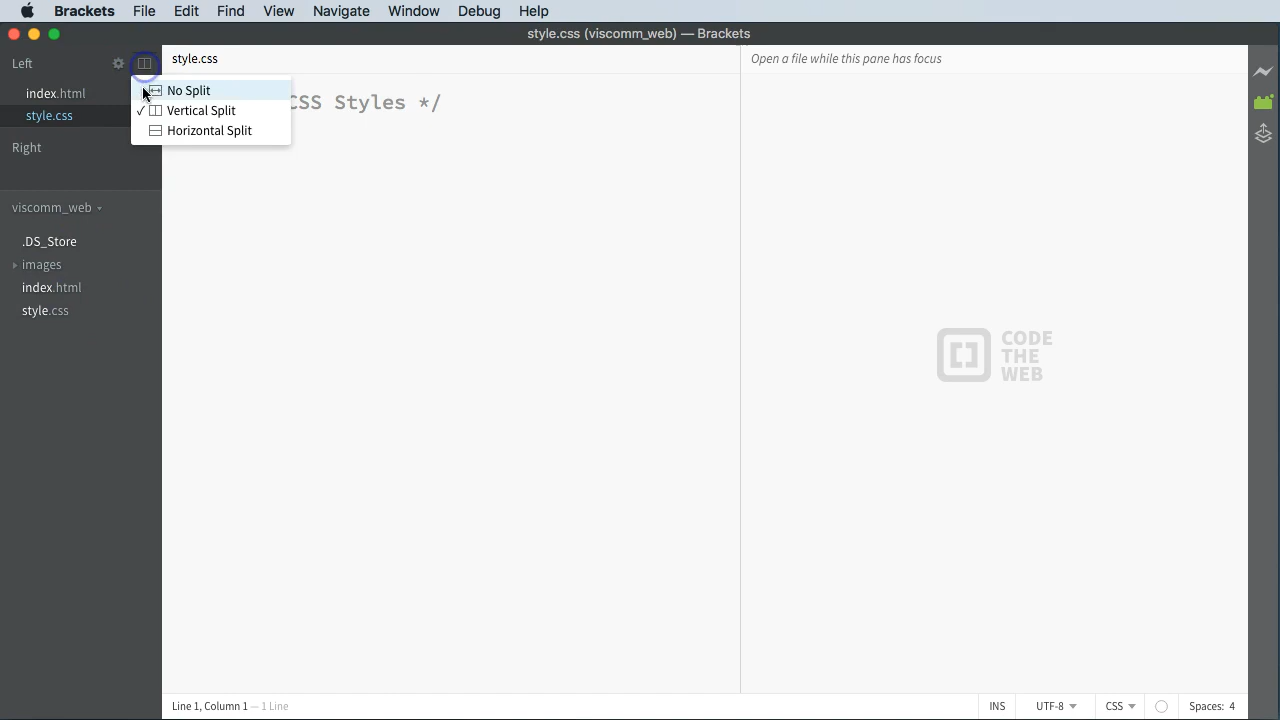 Brackets File Edit Find View Navigate Window Debug Help
style.css (viscomm_web) — Brackets
Left
index.html
style.css
Right
viscomm_web
.DS_Store
images
index.html
style.css
No Split
✓ Vertical Split
Horizontal Split
style.css
CSS Styles */
Open a file while this pane has focus
CODE
THE
WEB
Line 1, Column 1 — 1 Line
INS UTF-8 CSS Spaces: 4